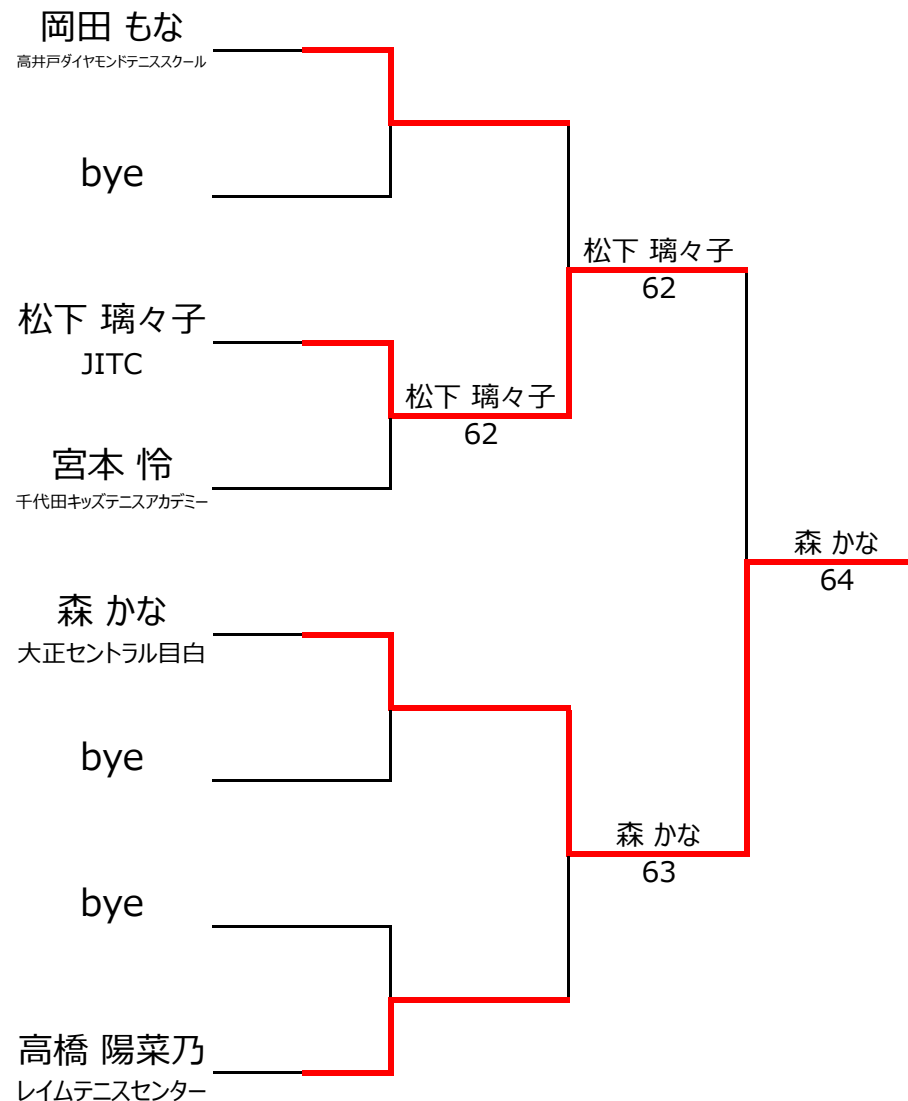 岡田 もな
高井戸ダイヤモンドテニススクール
bye
松下 璃々子
62
松下 璃々子
JITC
松下 璃々子
62
宮本 怜
千代田キッズテニスアカデミー
森 かな
64
森 かな
大正セントラル目白
bye
森 かな
63
bye
高橋 陽菜乃
レイムテニスセンター